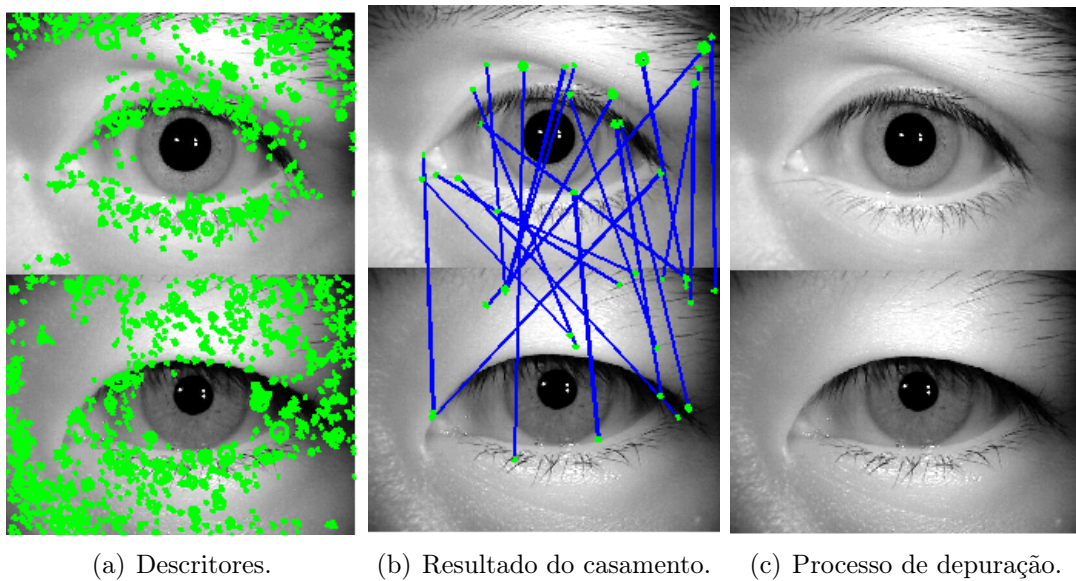 (a) Descritores.
(b) Resultado do casamento.
(c) Processo de depuração.